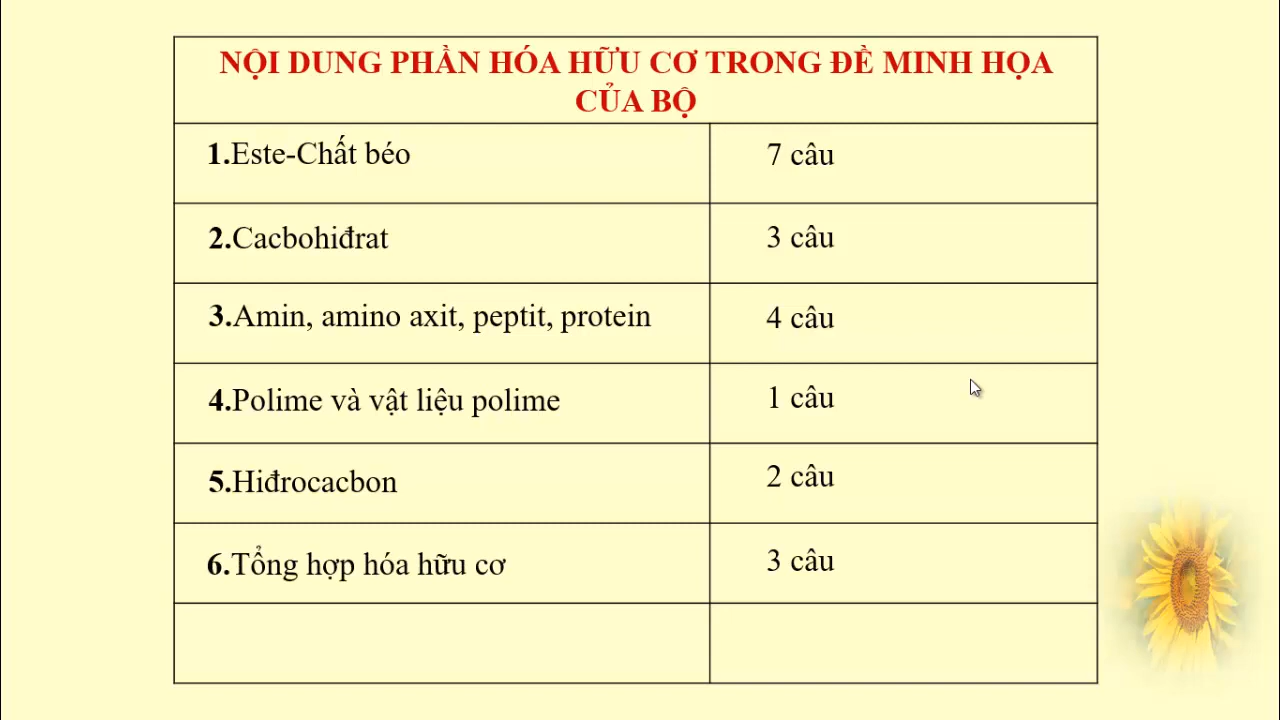 NỘI DUNG PHẦN HÓA HỮU CƠ TRONG ĐỀ MINH HỌA
CỦA BỘ
1.Este-Chất béo
7 câu
2.Cacbohiđrat
3 câu
3.Amin, amino axit, peptit, protein
4 câu
4.Polime và vật liệu polime
1 câu
5.Hiđrocacbon
2 câu
6.Tổng hợp hóa hữu cơ
3 câu